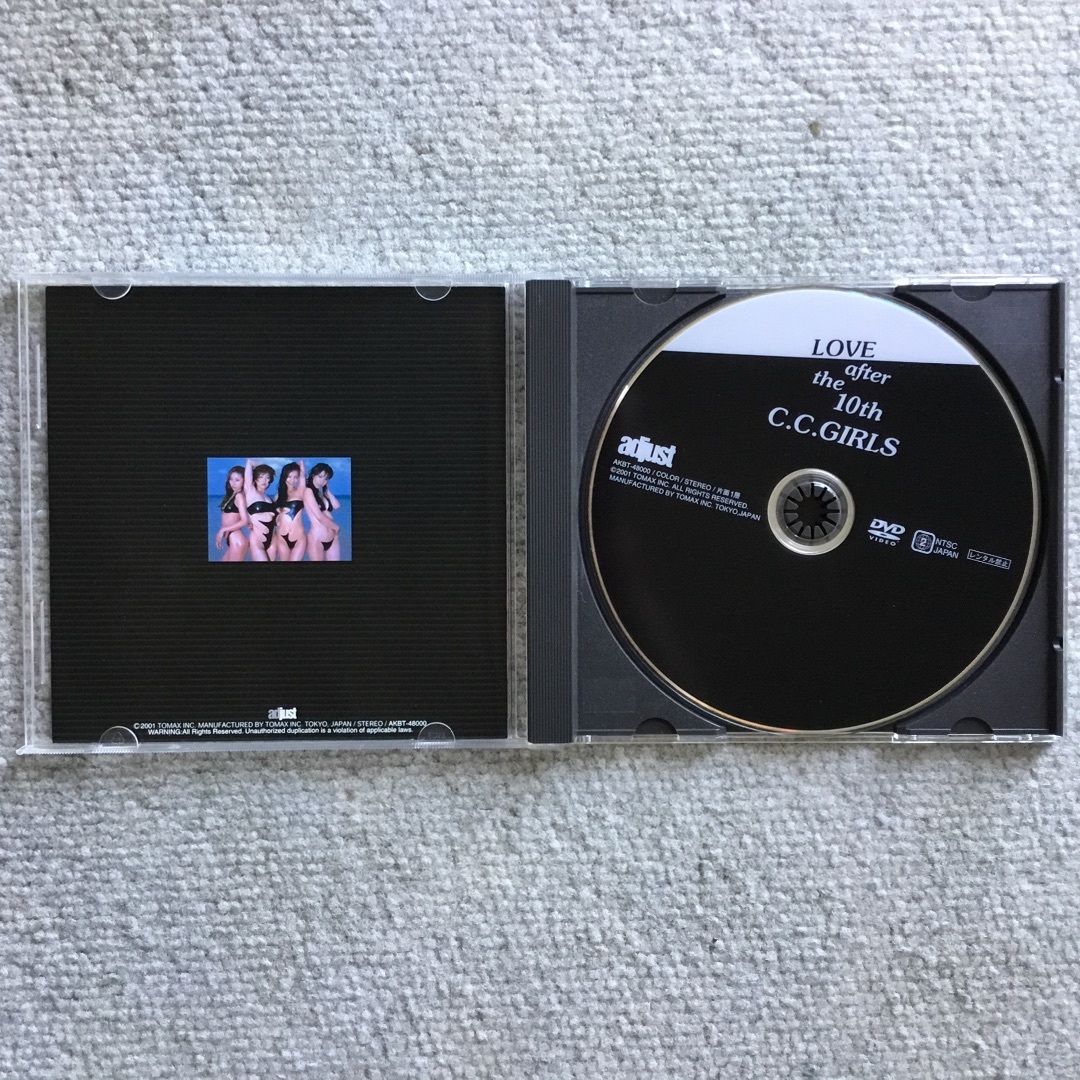 adjust
©2001 TOMAX INC. MANUFACTURED BY TOMAX INC. TOKYO, JAPAN / STEREO / AKBT-48000
WARNING:All Rights Reserved. Unauthorized duplication is a violation of applicable laws.
LOVE
after
the
10th
C.C.GIRLS
adjust
AKBT-48000 / COLOR / STEREO / 片面1層
©2001 TOMAX INC. ALL RIGHTS RESERVED.
MANUFACTURED BY TOMAX INC. TOKYO,JAPAN
DVD
VIDEO
2
NTSC
JAPAN
レンタル禁止